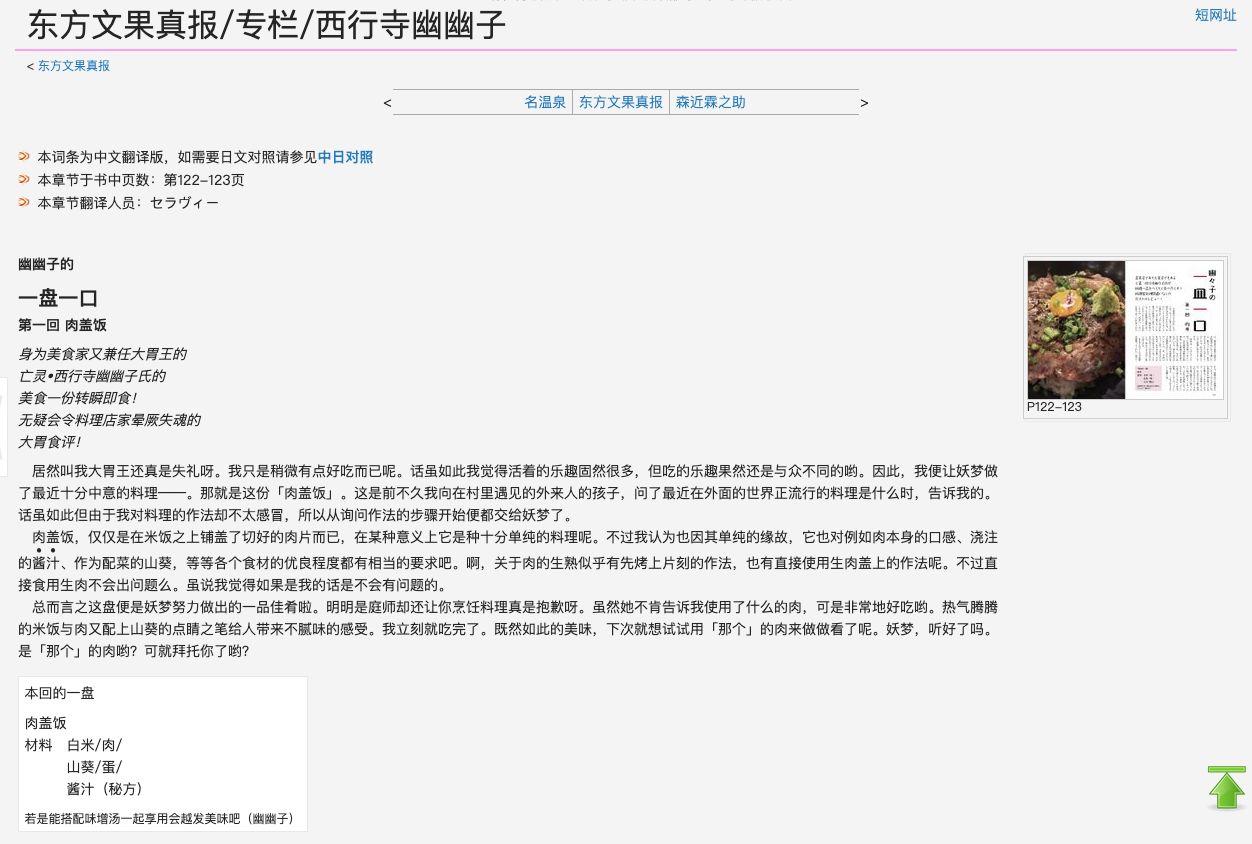 东方文果真报/专栏/西行寺幽幽子
短网址
< 东方文果真报
< 名温泉 东方文果真报 森近霖之助 >
本词条为中文翻译版，如需要日文对照请参见中日对照
本章节于书中页数：第122–123页
本章节翻译人员：セラヴィー
幽幽子的
一盘一口
第一回 肉盖饭
身为美食家又兼任大胃王的
亡灵•西行寺幽幽子氏的
美食一份转瞬即食！
无疑会令料理店家晕厥失魂的
大胃食评！
幽々子の
一皿一口
P122–123
居然叫我大胃王还真是失礼呀。我只是稍微有点好吃而已呢。话虽如此我觉得活着的乐趣固然很多，但吃的乐趣果然还是与众不同的哟。因此，我便让妖梦做
了最近十分中意的料理——。那就是这份「肉盖饭」。这是前不久我向在村里遇见的外来人的孩子，问了最近在外面的世界正流行的料理是什么时，告诉我的。
话虽如此但由于我对料理的作法却不太感冒，所以从询问作法的步骤开始便都交给妖梦了。
肉盖饭，仅仅是在米饭之上铺盖了切好的肉片而已，在某种意义上它是种十分单纯的料理呢。不过我认为也因其单纯的缘故，它也对例如肉本身的口感、浇注
的酱汁、作为配菜的山葵，等等各个食材的优良程度都有相当的要求吧。啊，关于肉的生熟似乎有先烤上片刻的作法，也有直接使用生肉盖上的作法呢。不过直
接食用生肉不会出问题么。虽说我觉得如果是我的话是不会有问题的。
总而言之这盘便是妖梦努力做出的一品佳肴啦。明明是庭师却还让你烹饪料理真是抱歉呀。虽然她不肯告诉我使用了什么的肉，可是非常地好吃哟。热气腾腾
的米饭与肉又配上山葵的点睛之笔给人带来不腻味的感受。我立刻就吃完了。既然如此的美味，下次就想试试用「那个」的肉来做做看了呢。妖梦，听好了吗。
是「那个」的肉哟？可就拜托你了哟？
本回的一盘
肉盖饭
材料　白米/肉/
山葵/蛋/
酱汁（秘方）
若是能搭配味增汤一起享用会越发美味吧（幽幽子）